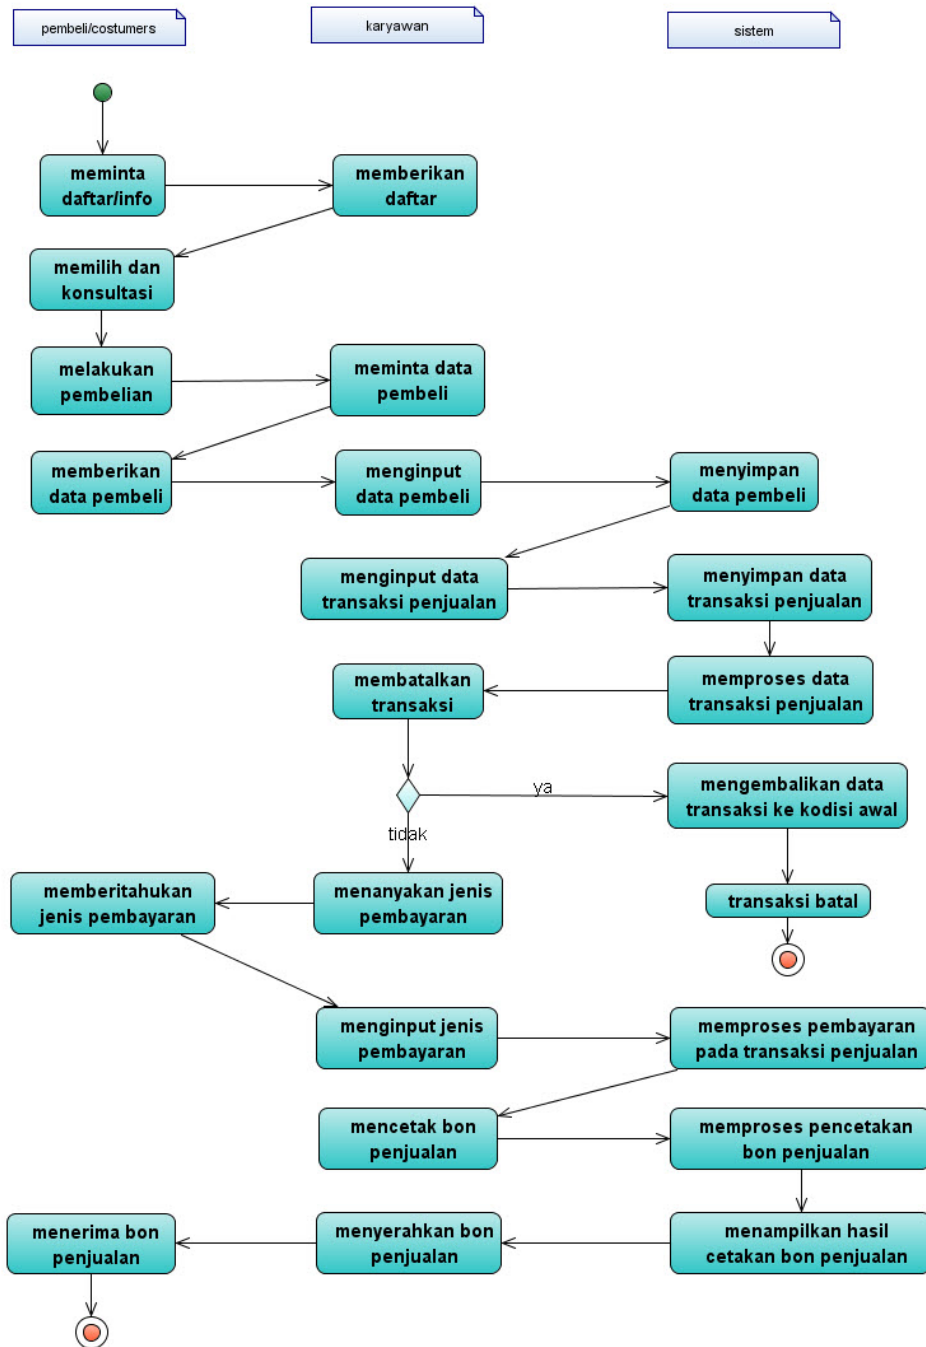 pembeli/costumers
karyawan
sistem
meminta
daftar/info
memberikan
daftar
memilih dan
konsultasi
melakukan
pembelian
meminta data
pembeli
memberikan
data pembeli
menginput
data pembeli
menyimpan
data pembeli
menginput data
transaksi penjualan
menyimpan data
transaksi penjualan
membatalkan
transaksi
memproses data
transaksi penjualan
ya
mengembalikan data
transaksi ke kodisi awal
tidak
memberitahukan
jenis pembayaran
menanyakan jenis
pembayaran
transaksi batal
menginput jenis
pembayaran
memproses pembayaran
pada transaksi penjualan
mencetak bon
penjualan
memproses pencetakan
bon penjualan
menerima bon
penjualan
menyerahkan bon
penjualan
menampilkan hasil
cetakan bon penjualan